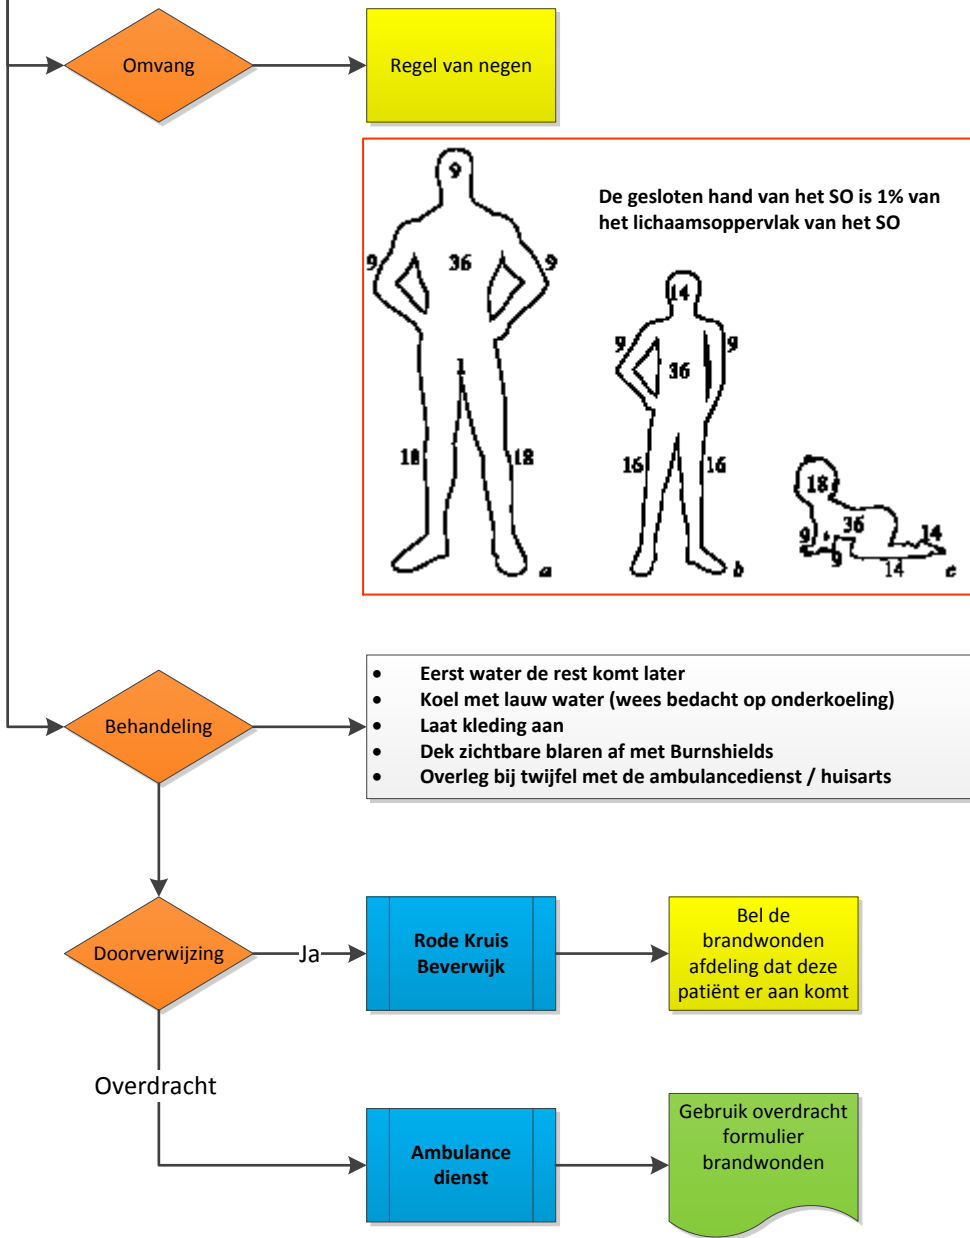 Omvang
Regel van negen
De gesloten hand van het SO is 1% van
het lichaamsoppervlak van het SO
9
9
36
9
1
18
18
a
14
9
9
36
16
16
b
18
36
9
9
14
14
c
Behandeling
• Eerst water de rest komt later
• Koel met lauw water (wees bedacht op onderkoeling)
• Laat kleding aan
• Dek zichtbare blaren af met Burnshields
• Overleg bij twijfel met de ambulancedienst / huisarts
Doorverwijzing
Ja
Rode Kruis
Beverwijk
Bel de
brandwonden
afdeling dat deze
patiënt er aan komt
Overdracht
Ambulance
dienst
Gebruik overdracht
formulier
brandwonden